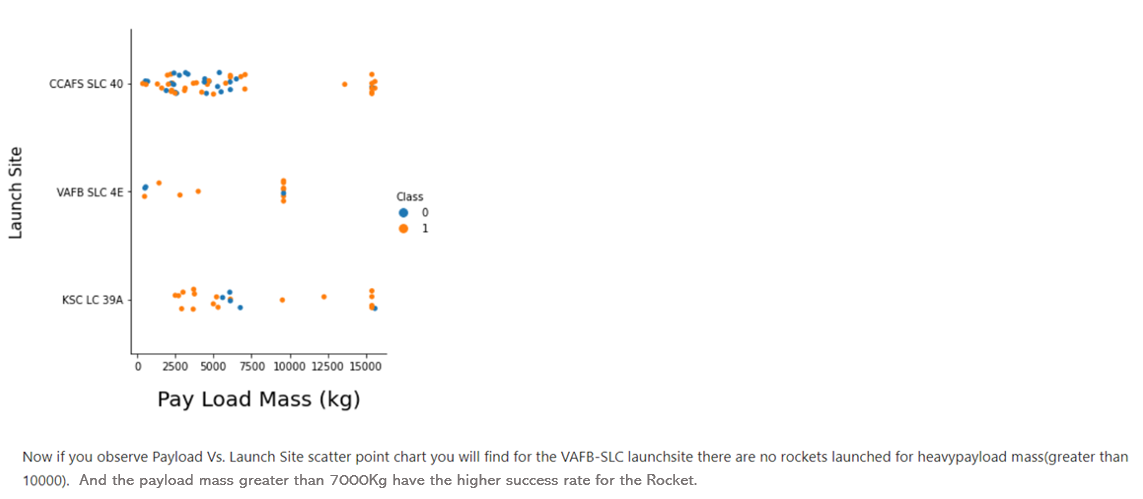 CCAFS SLC 40
VAFB SLC 4E
KSC LC 39A
Launch Site
Class
0
1
0 2500 5000 7500 10000 12500 15000
Pay Load Mass (kg)
Now if you observe Payload Vs. Launch Site scatter point chart you will find for the VAFB-SLC launchsite there are no rockets launched for heavypayload mass(greater than
10000). And the payload mass greater than 7000Kg have the higher success rate for the Rocket.